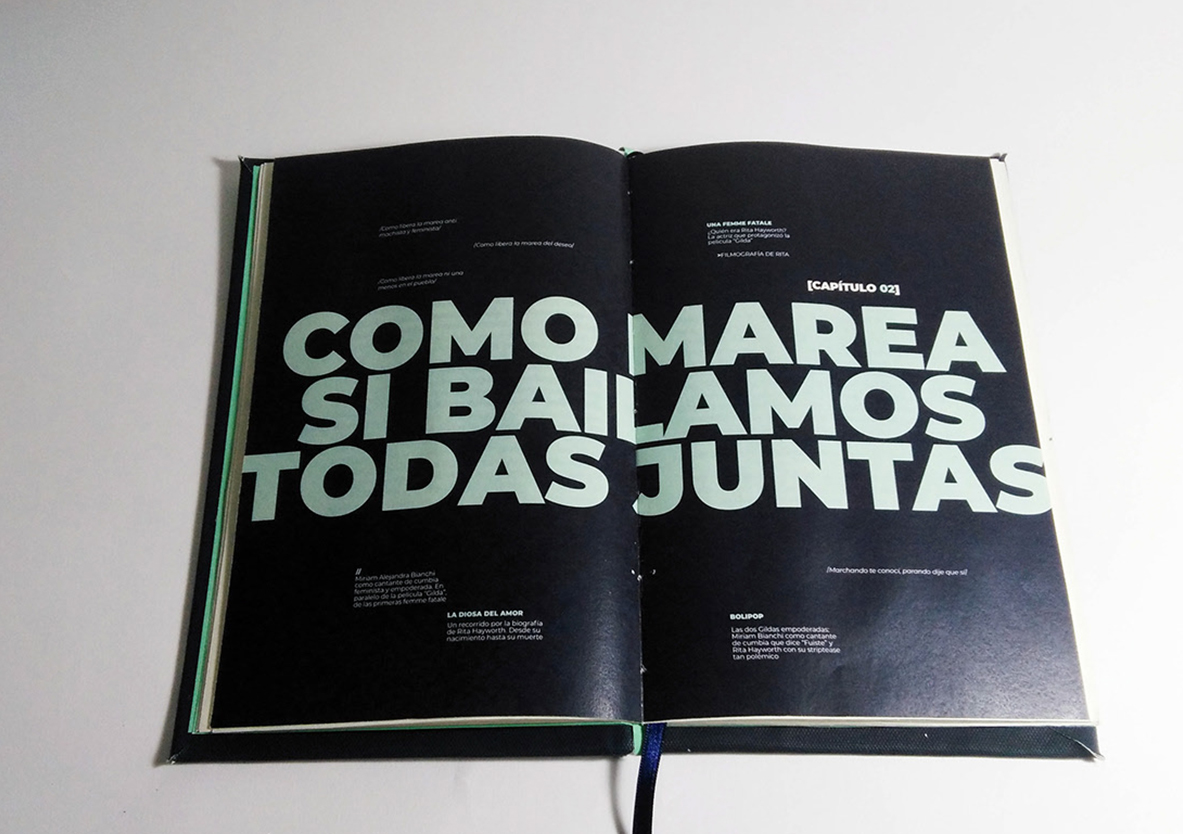 /Como libera la marea anti
machista y feminista/
/Como libera la marea del deseo/
/Como libera la marea ni una
menos en el pueblo/
UNA FEMME FATALE
¿Quién era Rita Hayworth?
La actriz que protagonizó la
película "Gilda"
>FILMOGRAFÍA DE RITA
[CAPÍTULO 02]
COMO MAREA
SI BAILAMOS
TODAS JUNTAS
//
Miriam Alejandra Bianchi
como cantante de cumbia
feminista y empoderada. En
paralelo de la película "Gilda",
de las primeras femme fatale
LA DIOSA DEL AMOR
Un recorrido por la biografía
de Rita Hayworth. Desde su
nacimiento hasta su muerte
/Marchando te conocí, parando dije que sí/
BOLIPOP
Las dos Gildas empoderadas:
Miriam Bianchi como cantante
de cumbia que dice "Fuiste" y
Rita Hayworth con su striptease
tan polémico